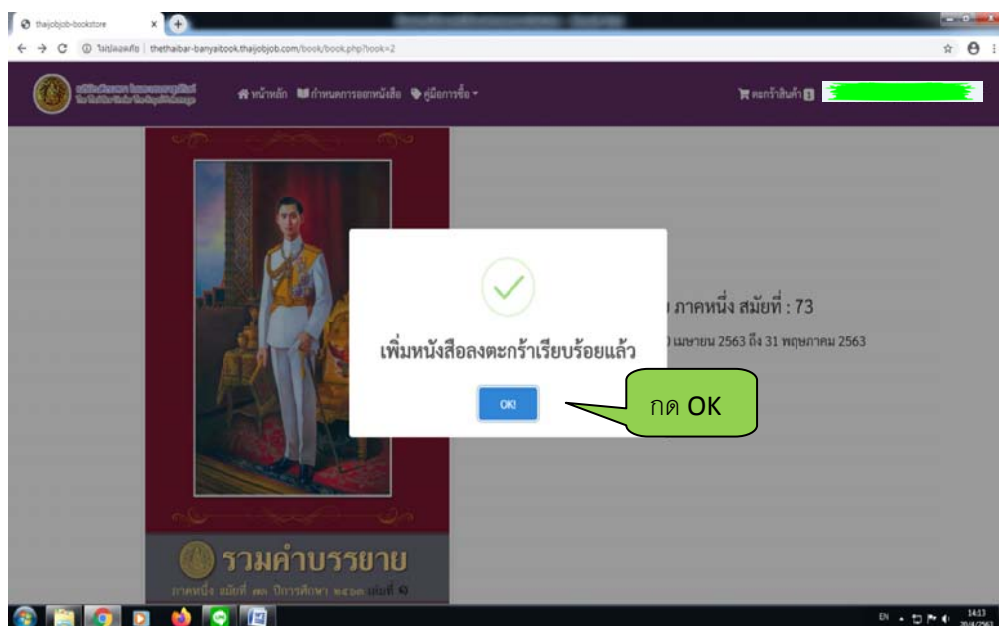 thaijobjob-bookstore
ไม่ปลอดภัย | thethaibar-banyaitook.thaijobjob.com/book/book.php?book=2
หน้าหลัก กำหนดการออกหนังสือ คู่มือการซื้อ
ตะกร้าสินค้า 1
ภาคหนึ่ง สมัยที่ : 73
เมษายน 2563 ถึง 31 พฤษภาคม 2563
เพิ่มหนังสือลงตะกร้าเรียบร้อยแล้ว
OK!
กด OK
รวมคำบรรยาย
ภาคหนึ่ง สมัยที่ ๗๓ ปีการศึกษา ๒๕๖๓ เล่มที่ ๑
EN
14:13
20/4/2563